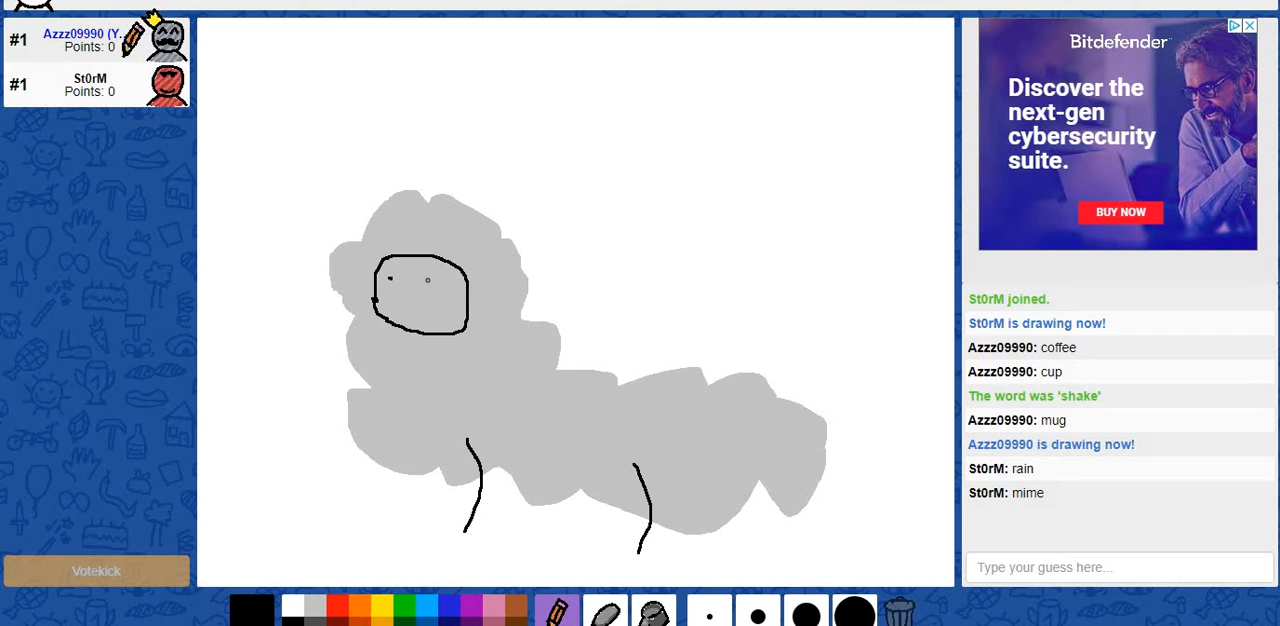 #1
Azzz09990 (Y...
Points: 0
#1
St0rM
Points: 0
Votekick
Bitdefender
Discover the
next-gen
cybersecurity
suite.
BUY NOW
St0rM joined.
St0rM is drawing now!
Azzz09990: coffee
Azzz09990: cup
The word was 'shake'
Azzz09990: mug
Azzz09990 is drawing now!
St0rM: rain
St0rM: mime
Type your guess here...